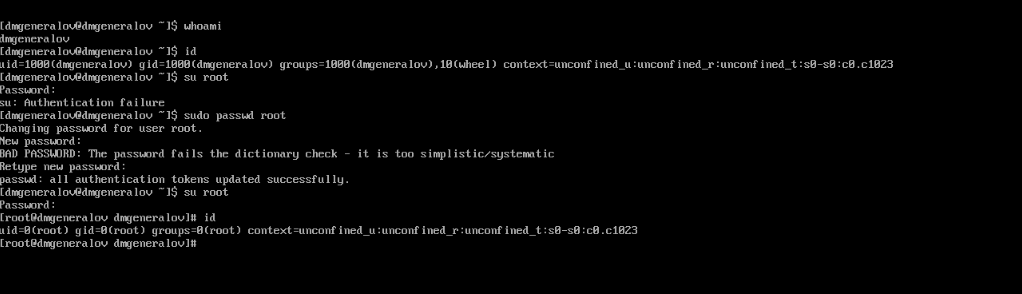 [dmgeneralov@dmgeneralov ~]$ whoami
dmgeneralov
[dmgeneralov@dmgeneralov ~]$ id
uid=1000(dmgeneralov) gid=1000(dmgeneralov) groups=1000(dmgeneralov),10(wheel) context=unconfined_u:unconfined_r:unconfined_t:s0-s0:c0.c1023
[dmgeneralov@dmgeneralov ~]$ su root
Password:
su: Authentication failure
[dmgeneralov@dmgeneralov ~]$ sudo passwd root
Changing password for user root.
New password:
BAD PASSWORD: The password fails the dictionary check - it is too simplistic/systematic
Retype new password:
passwd: all authentication tokens updated successfully.
[dmgeneralov@dmgeneralov ~]$ su root
Password:
[root@dmgeneralov dmgeneralov]# id
uid=0(root) gid=0(root) groups=0(root) context=unconfined_u:unconfined_r:unconfined_t:s0-s0:c0.c1023
[root@dmgeneralov dmgeneralov]#